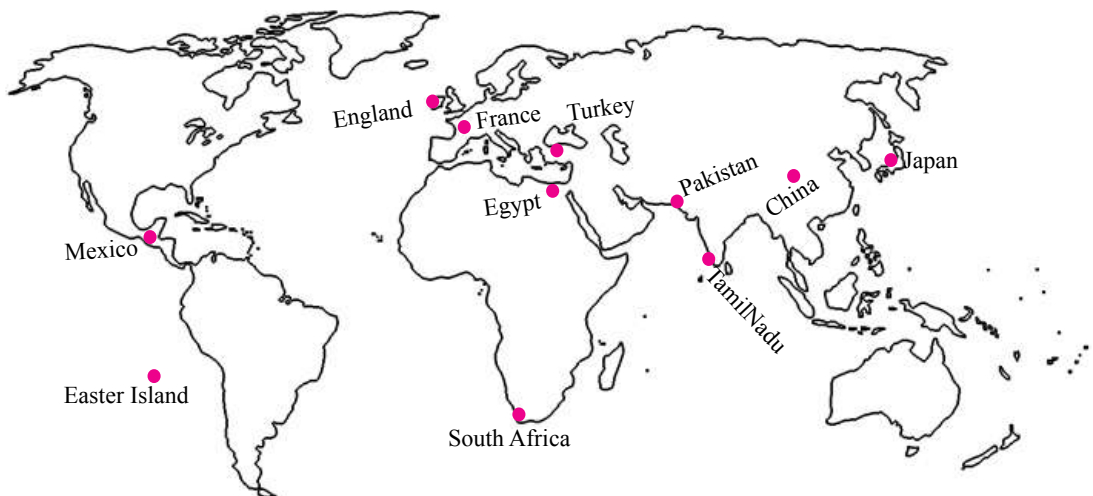 England
France
Turkey
Japan
Pakistan
China
Egypt
Mexico
TamilNadu
Easter Island
South Africa